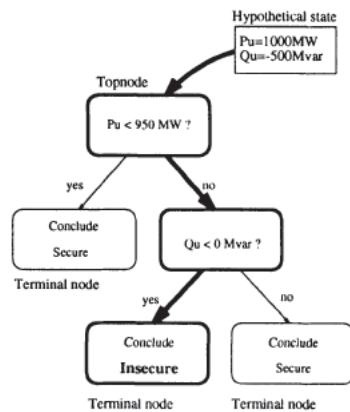 Hypothetical state
Pu=1000MW
Qu=-500Mvar
Topnode
Pu < 950 MW ?
yes
no
Conclude
Secure
Terminal node
Qu < 0 Mvar ?
yes
no
Conclude
Insecure
Terminal node
Conclude
Secure
Terminal node